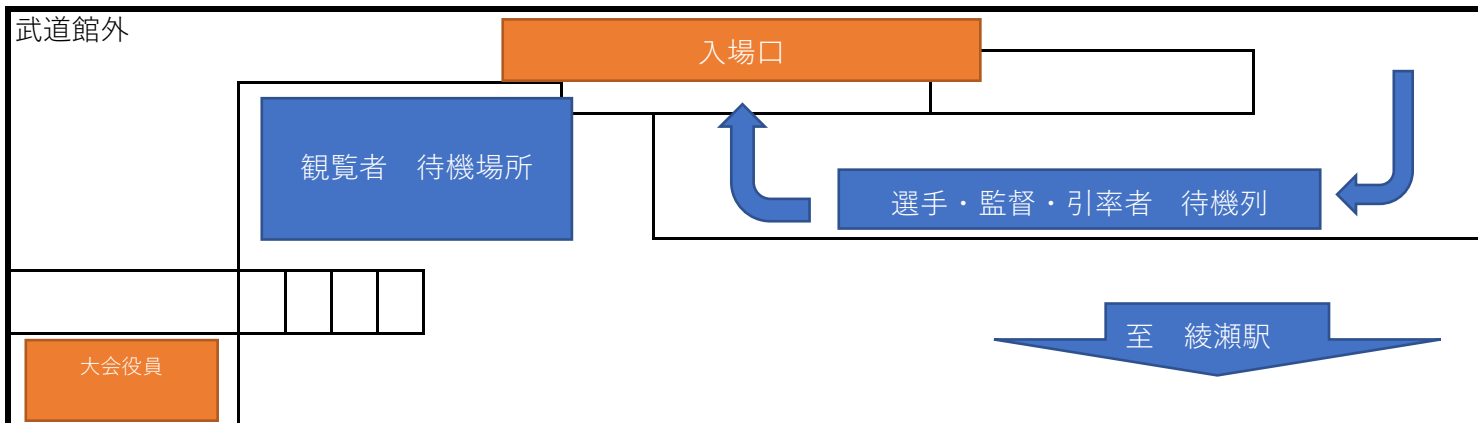 武道館外
入場口
観覧者　待機場所
選手・監督・引率者　待機列
至　綾瀬駅
大会役員